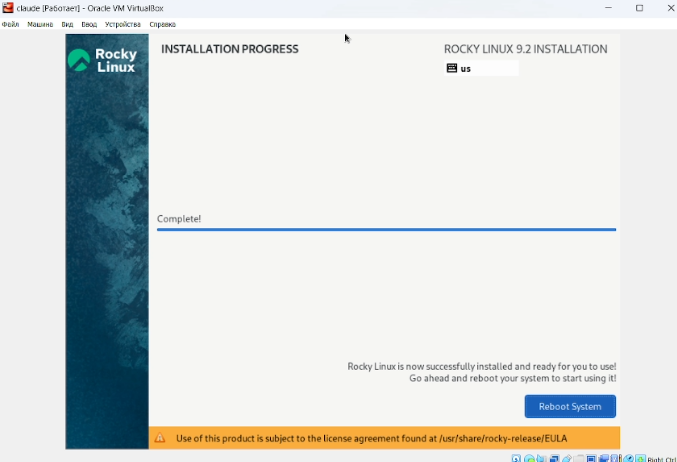 claude [Работает] - Oracle VM VirtualBox
Файл Машина Вид Ввод Устройства Справка
Rocky
Linux
INSTALLATION PROGRESS
ROCKY LINUX 9.2 INSTALLATION
us
Complete!
Rocky Linux is now successfully installed and ready for you to use!
Go ahead and reboot your system to start using it!
Reboot System
Use of this product is subject to the license agreement found at /usr/share/rocky-release/EULA
Right Ctrl